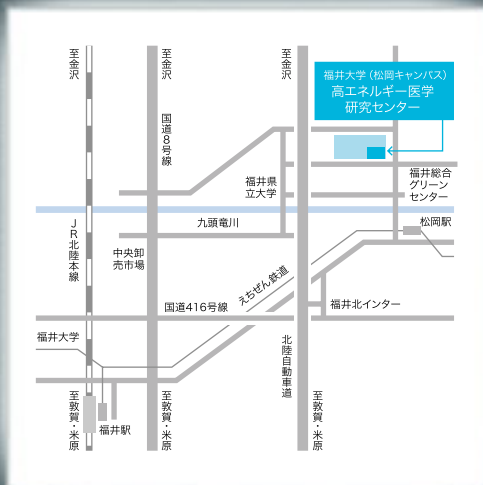 至金沢
至金沢
至金沢
福井大学（松岡キャンパス）
高エネルギー医学
研究センター
国道8号線
福井県
立大学
福井総合
グリーン
センター
九頭竜川
松岡駅
JR北陸本線
中央卸
売市場
えちぜん鉄道
国道416号線
福井北インター
福井大学
北陸自動車道
至敦賀・米原
福井駅
至敦賀・米原
至敦賀・米原